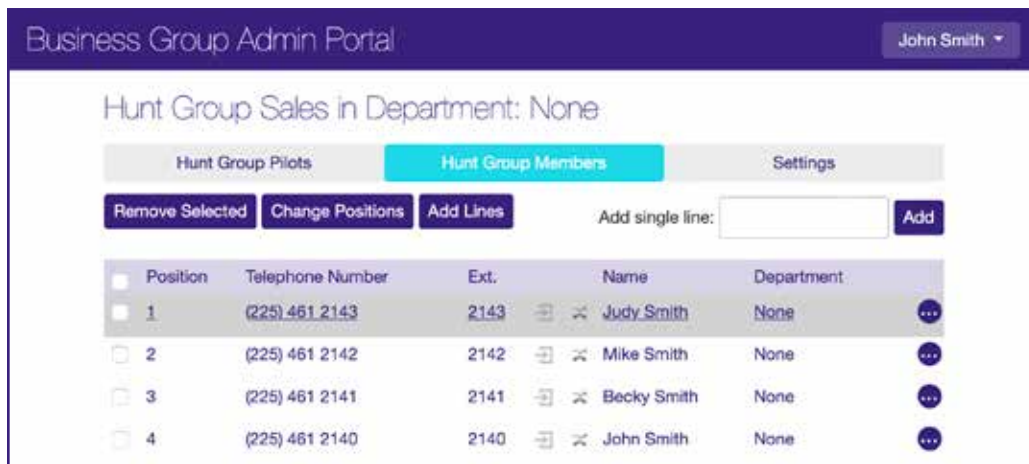 Business Group Admin Portal John Smith
Hunt Group Sales in Department: None
Hunt Group Pilots Hunt Group Members Settings
Remove Selected Change Positions Add Lines Add single line: Add
Position Telephone Number Ext. Name Department
1 (225) 461 2143 2143 Judy Smith None
2 (225) 461 2142 2142 Mike Smith None
3 (225) 461 2141 2141 Becky Smith None
4 (225) 461 2140 2140 John Smith None